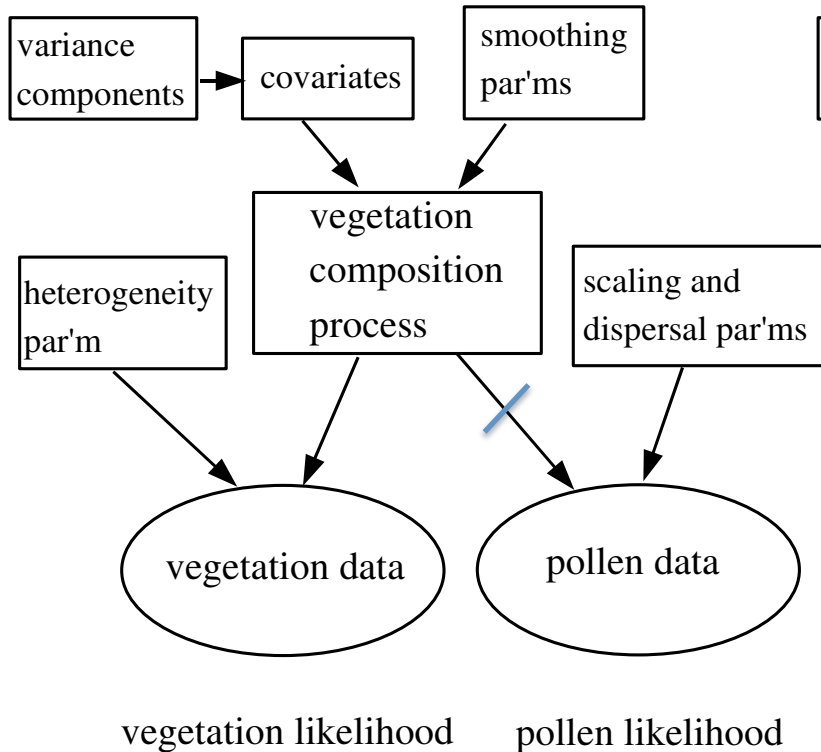 variance
components
covariates
smoothing
par'ms
vegetation
composition
process
heterogeneity
par'm
scaling and
dispersal par'ms
vegetation data
pollen data
vegetation likelihood
pollen likelihood